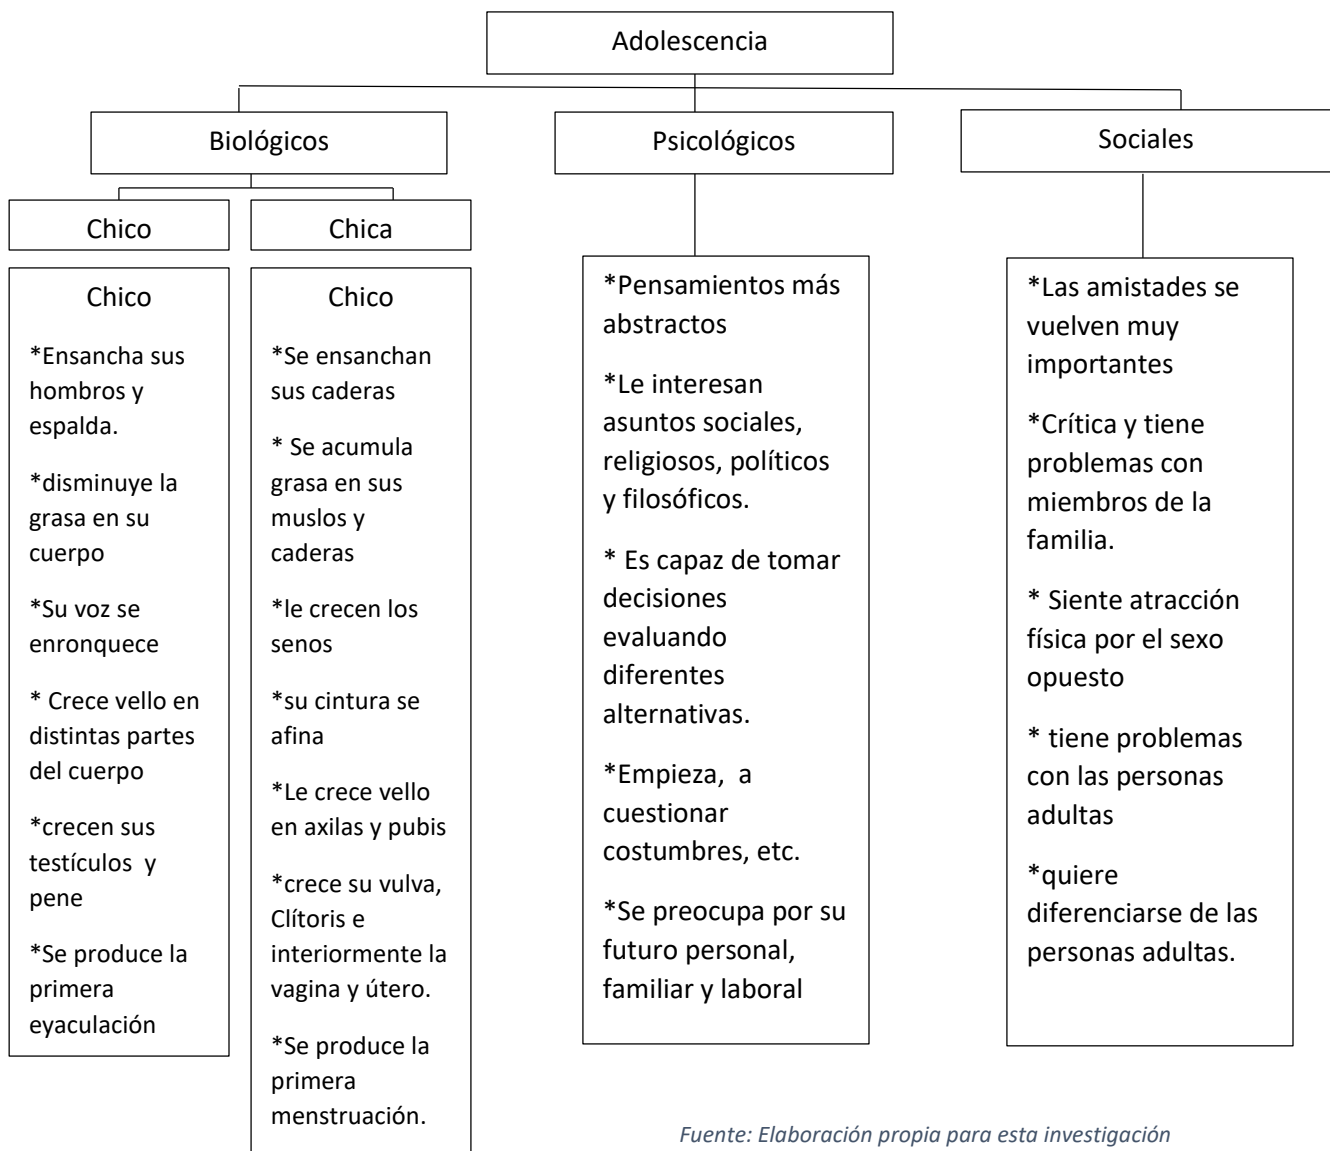 Adolescencia
Biológicos
Psicológicos
Sociales
Chico
Chica
Chico
*Ensancha sus
hombros y
espalda.
*disminuye la
grasa en su
cuerpo
*Su voz se
enronquece
* Crece vello en
distintas partes
del cuerpo
*crecen sus
testículos y
pene
*Se produce la
primera
eyaculación
Chico
*Se ensanchan
sus caderas
* Se acumula
grasa en sus
muslos y
caderas
*le crecen los
senos
*su cintura se
afina
*Le crece vello
en axilas y pubis
*crece su vulva,
Clítoris e
interiormente la
vagina y útero.
*Se produce la
primera
menstruación.
*Pensamientos más
abstractos
*Le interesan
asuntos sociales,
religiosos, políticos
y filosóficos.
* Es capaz de tomar
decisiones
evaluando
diferentes
alternativas.
*Empieza, a
cuestionar
costumbres, etc.
*Se preocupa por su
futuro personal,
familiar y laboral
*Las amistades se
vuelven muy
importantes
*Crítica y tiene
problemas con
miembros de la
familia.
* Siente atracción
física por el sexo
opuesto
* tiene problemas
con las personas
adultas
*quiere
diferenciarse de las
personas adultas.
Fuente: Elaboración propia para esta investigación